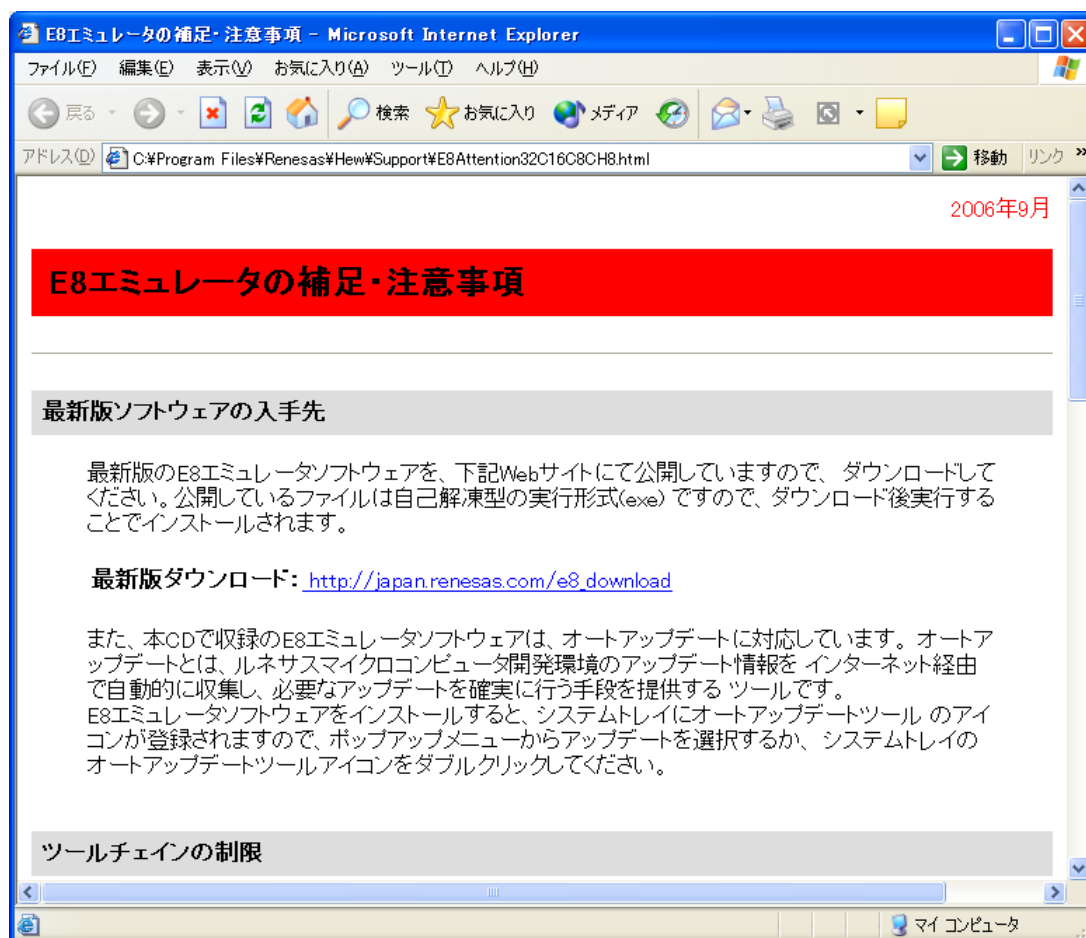 E8エミュレータの補足・注意事項 - Microsoft Internet Explorer
ファイル(F) 編集(E) 表示(V) お気に入り(A) ツール(T) ヘルプ(H)
戻る 検索 お気に入り メディア
アドレス(D) C:¥Program Files¥Renesas¥Hew¥Support¥E8Attention32C16C8CH8.html 移動 リンク »
2006年9月
E8エミュレータの補足・注意事項
最新版ソフトウェアの入手先
最新版のE8エミュレータソフトウェアを、下記Webサイトにて公開していますので、 ダウンロードして
ください。公開しているファイルは自己解凍型の実行形式(exe) ですので、ダウンロード後実行する
ことでインストールされます。
最新版ダウンロード: http://japan.renesas.com/e8_download
また、本CDで収録のE8エミュレータソフトウェアは、オートアップデートに対応しています。オートア
ップデートとは、ルネサスマイクロコンピュータ開発環境のアップデート情報を インターネット経由
で自動的に収集し、必要なアップデートを確実に行う手段を提供する ツールです。
E8エミュレータソフトウェアをインストールすると、システムトレイにオートアップデートツール のアイ
コンが登録されますので、ポップアップメニューからアップデートを選択するか、 システムトレイの
オートアップデートツールアイコンをダブルクリックしてください。
ツールチェインの制限
マイ コンピュータ